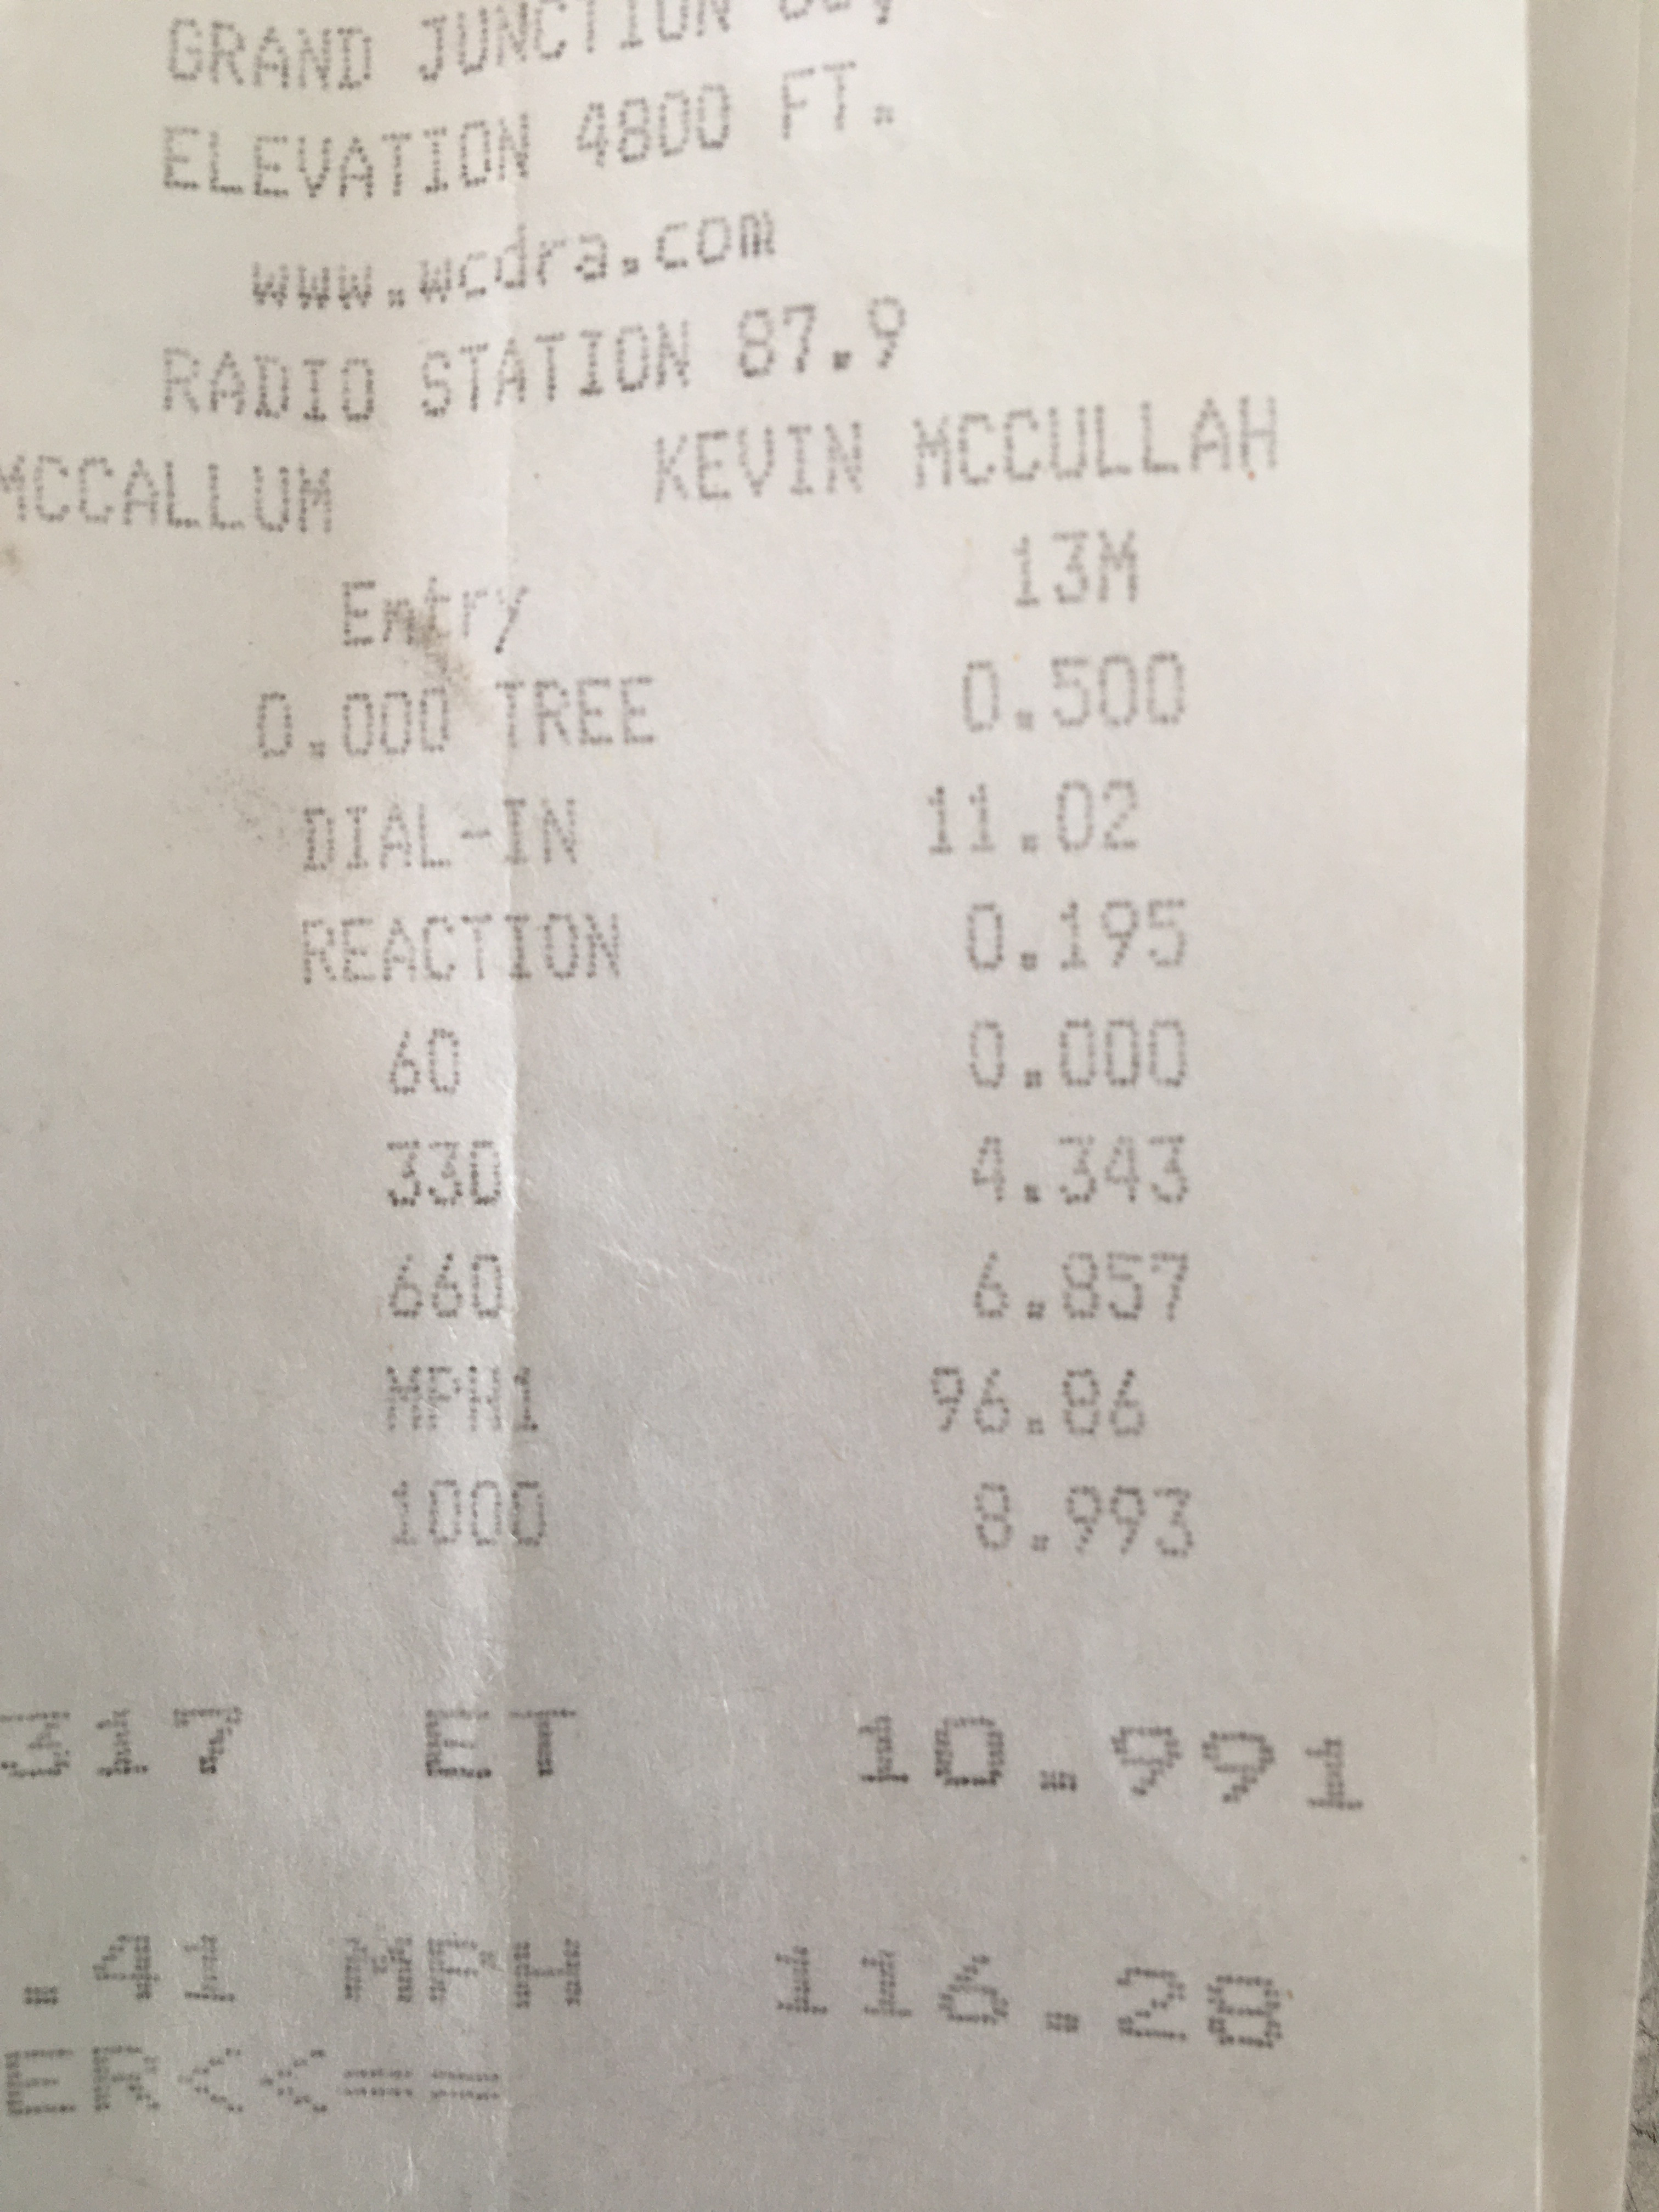 GRAND JUNCTION
ELEVATION 4800 FT.
www.wcdra.com
RADIO STATION 87.9
MCCALLUM KEVIN MCCULLAH
Entry 13M
0.000 TREE 0.500
DIAL-IN 11.02
REACTION 0.195
60 0.000
330 4.343
660 6.857
MPH1 96.86
1000 8.993
317 ET 10.991
.41 MPH 116.28
ER<<==